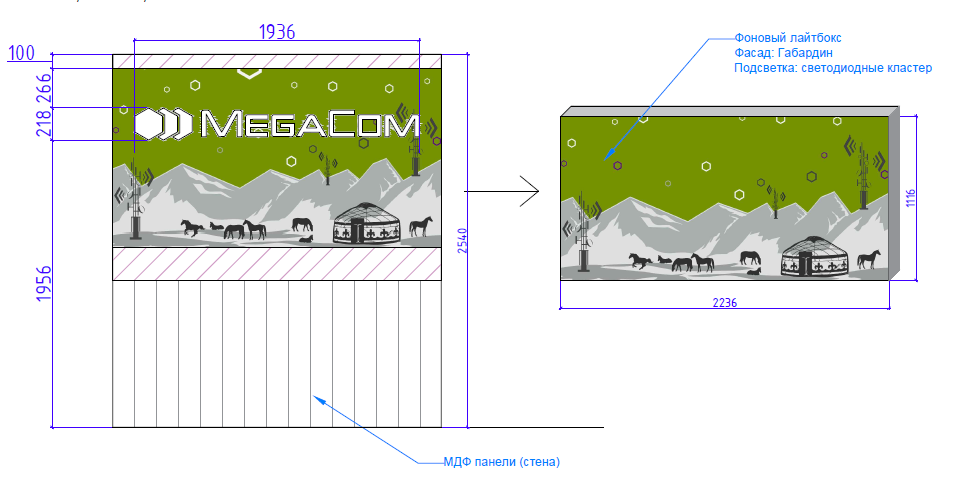 1936
100
266
218
MEGACOM
1956
2540
МДФ панели (стена)
Фоновый лайтбокс
Фасад: Габардин
Подсветка: светодиодные кластер
1116
2236